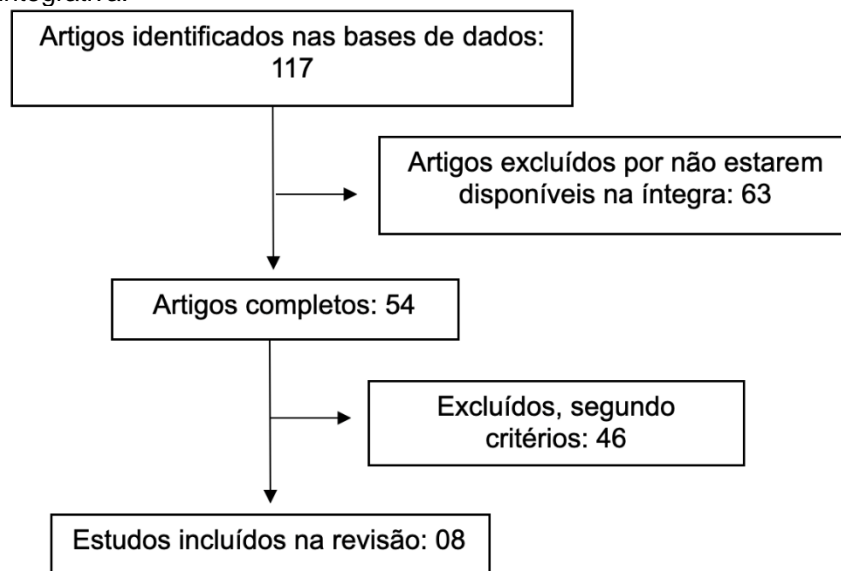 integrativa.
Artigos identificados nas bases de dados:
117
Artigos excluídos por não estarem
disponíveis na íntegra: 63
Artigos completos: 54
Excluídos, segundo
critérios: 46
Estudos incluídos na revisão: 08